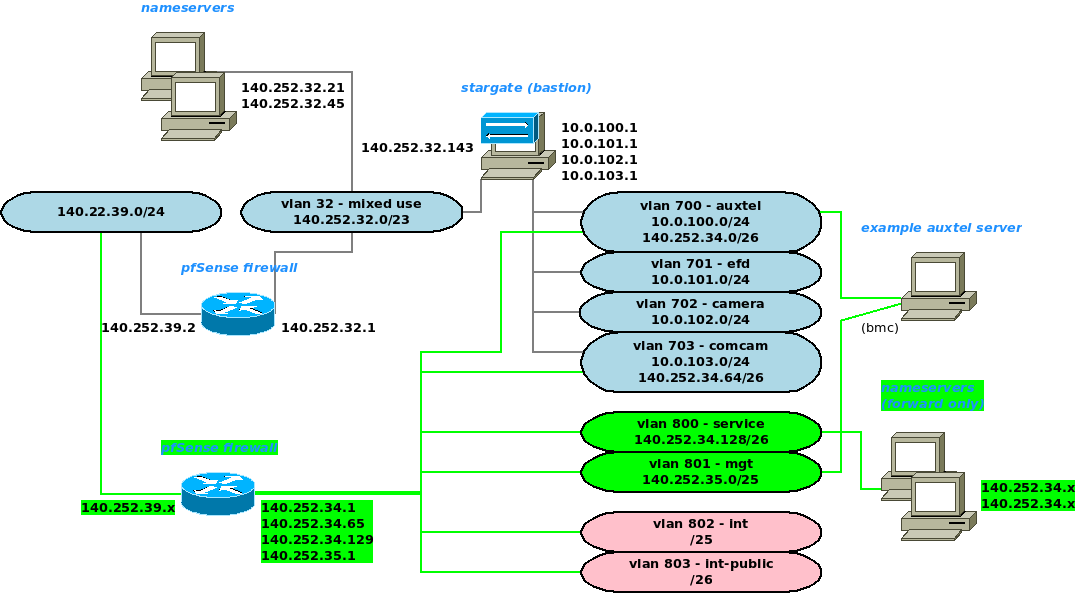 nameservers
140.252.32.21
140.252.32.45
stargate (bastion)
140.252.32.143
10.0.100.1
10.0.101.1
10.0.102.1
10.0.103.1
140.22.39.0/24
vlan 32 - mixed use
140.252.32.0/23
vlan 700 - auxtel
10.0.100.0/24
140.252.34.0/26
example auxtel server
pfSense firewall
vlan 701 - efd
10.0.101.0/24
vlan 702 - camera
10.0.102.0/24
140.252.39.2
140.252.32.1
(bmc)
vlan 703 - comcam
10.0.103.0/24
140.252.34.64/26
nameservers
(forward only)
vlan 800 - service
140.252.34.128/26
pfSense firewall
vlan 801 - mgt
140.252.35.0/25
140.252.34.x
140.252.34.x
140.252.39.x
140.252.34.1
140.252.34.65
140.252.34.129
140.252.35.1
vlan 802 - int
/25
vlan 803 - int-public
/26